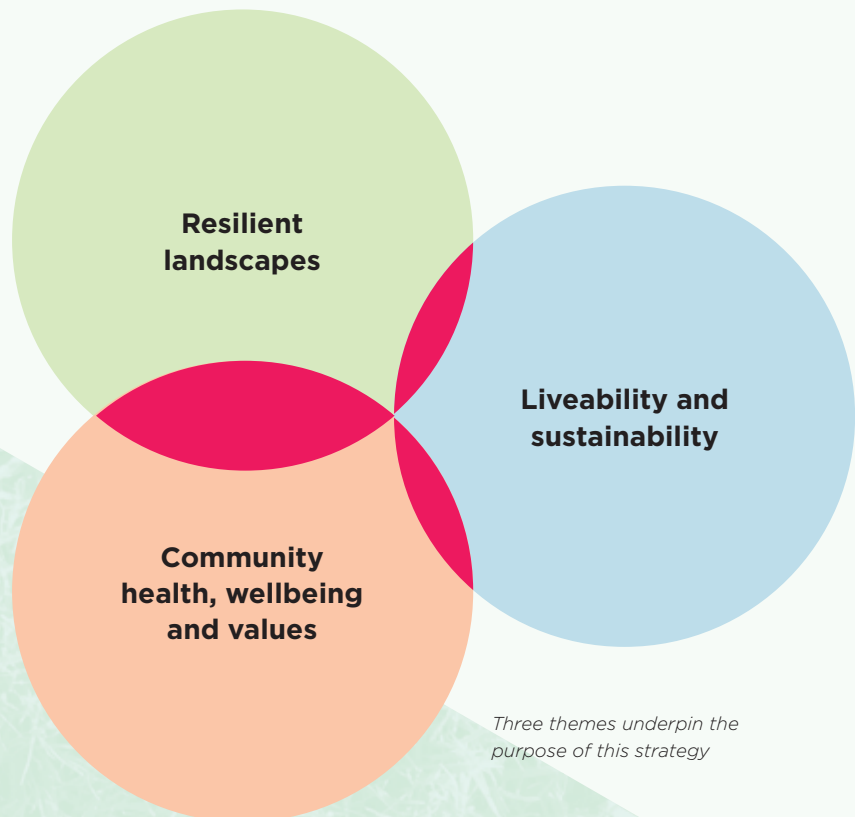 Resilient
landscapes
Liveability and
sustainability
Community
health, wellbeing
and values
Three themes underpin the
purpose of this strategy